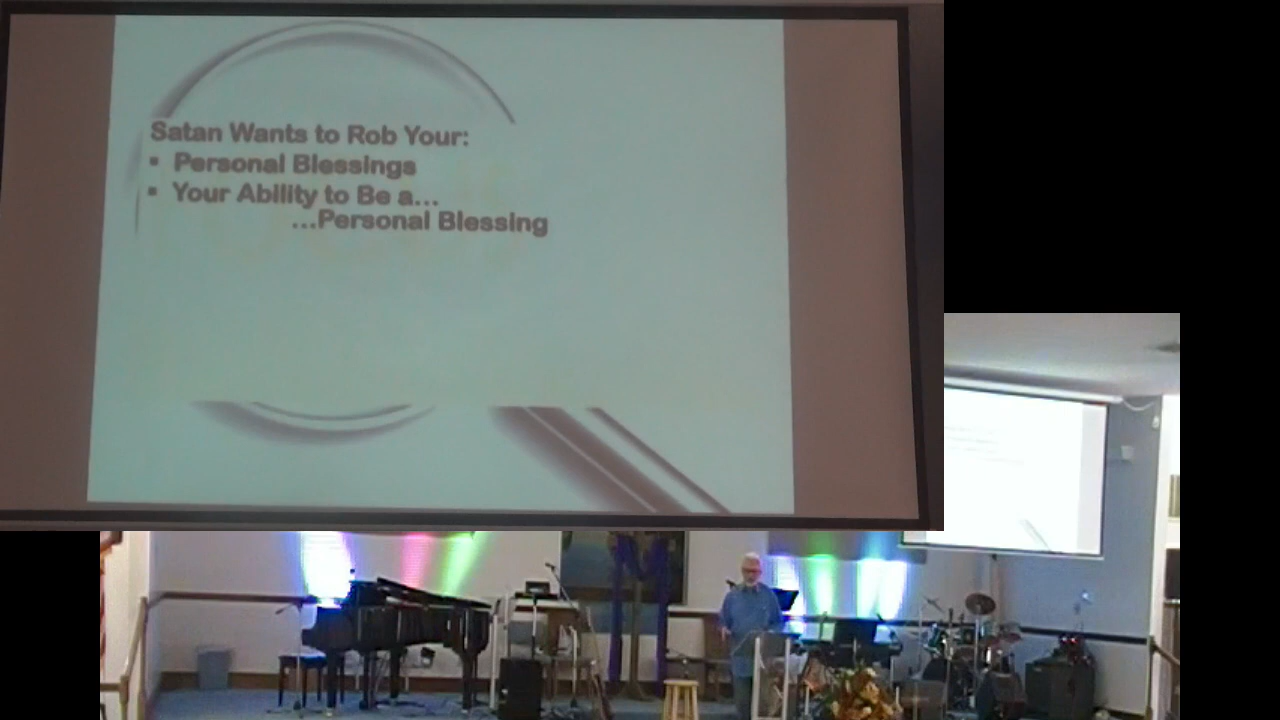 Satan Wants to Rob Your:
▪ Personal Blessings
▪ Your Ability to Be a...
...Personal Blessing